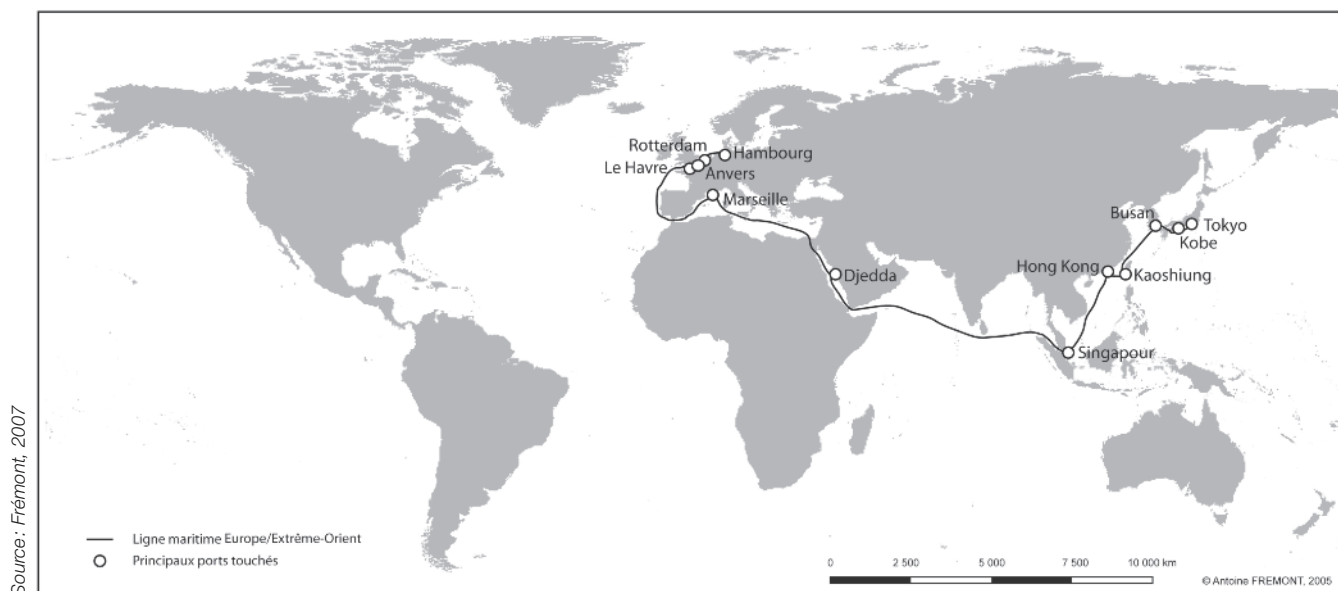 Rotterdam
Hambourg
Le Havre
Anvers
Marseille
Busan
Tokyo
Kobe
Djedda
Hong Kong
Kaoshiung
Singapour
Ligne maritime Europe/Extrême-Orient
Principaux ports touchés
0 2 500 5 000 7 500 10 000 km
© Antoine FREMONT, 2005
Source: Frémont, 2007